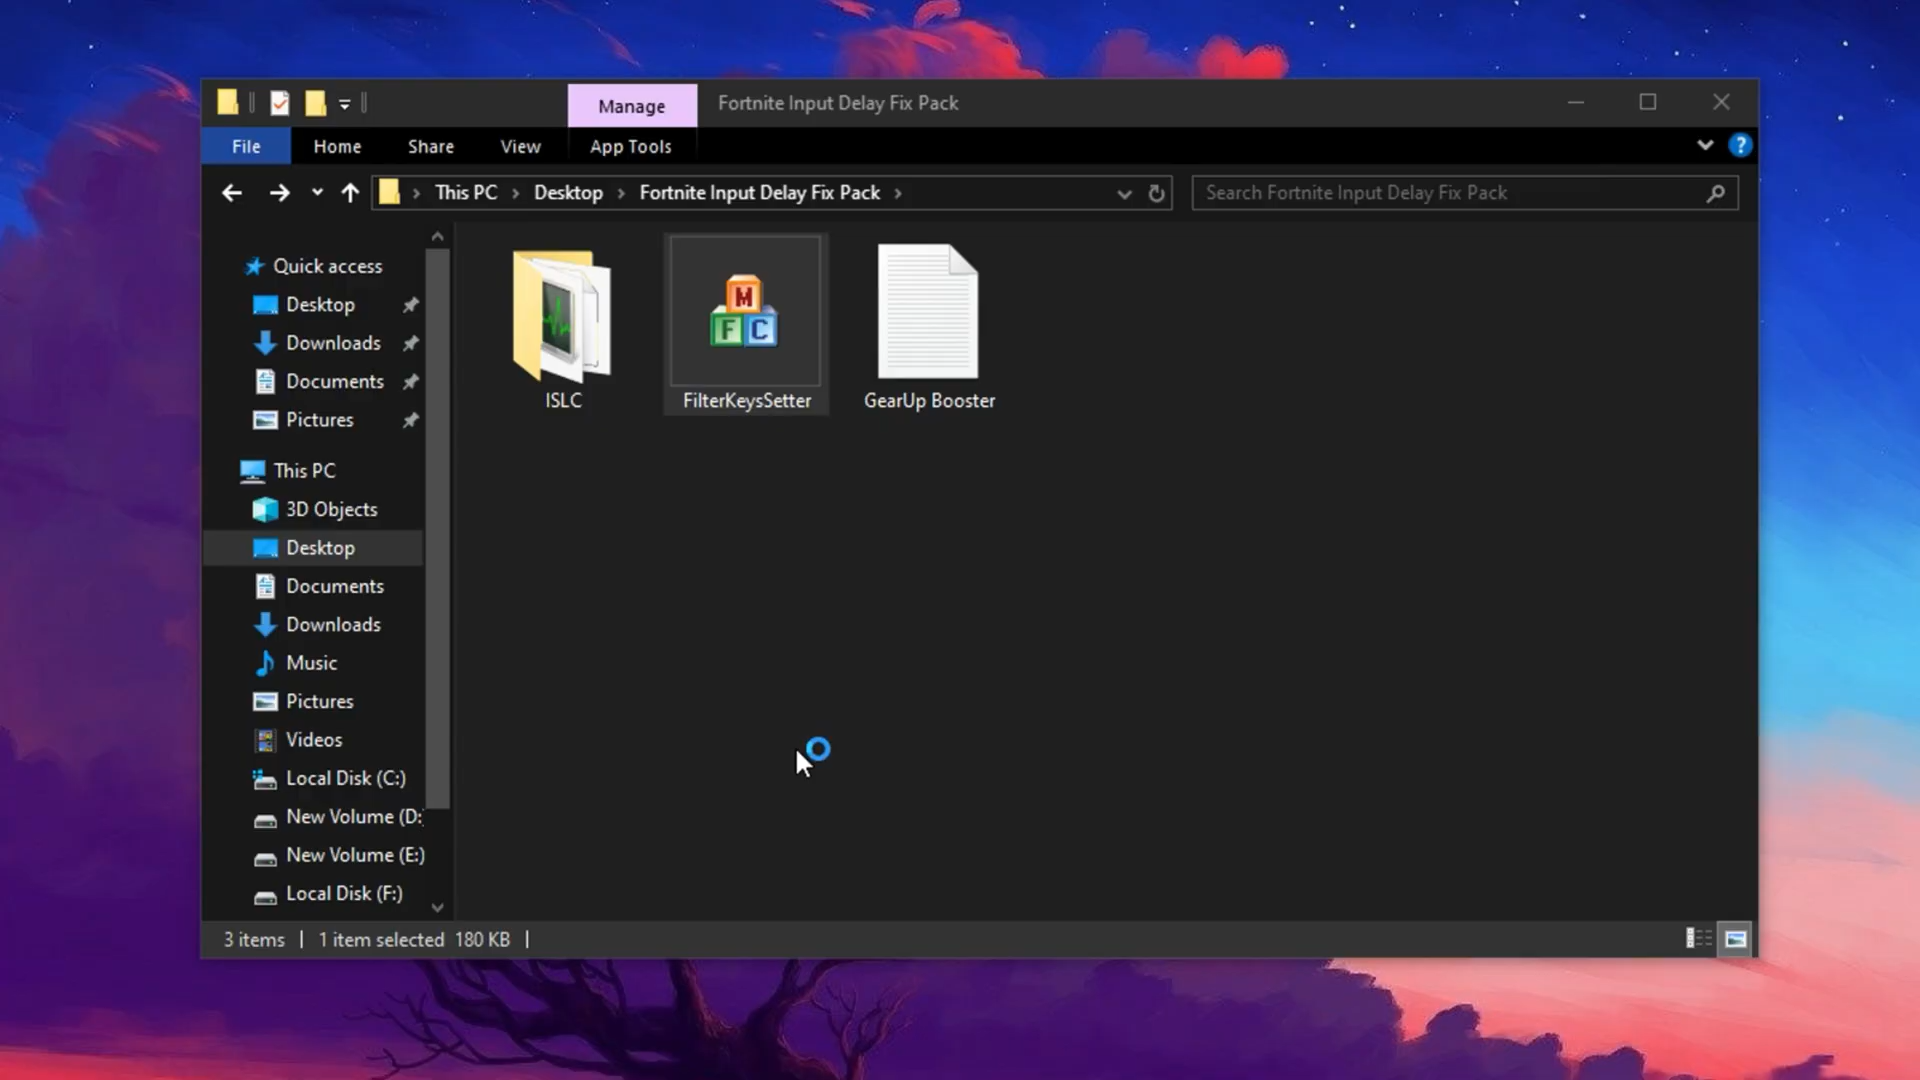 Manage
Fortnite Input Delay Fix Pack
File
Home
Share
View
App Tools
?
This PC
Desktop
Fortnite Input Delay Fix Pack
Search Fortnite Input Delay Fix Pack
Quick access
Desktop
Downloads
Documents
Pictures
This PC
3D Objects
Desktop
Documents
Downloads
Music
Pictures
Videos
Local Disk (C:)
New Volume (D:
New Volume (E:)
Local Disk (F:)
M
F C
ISLC
FilterKeysSetter
GearUp Booster
3 items
1 item selected 180 KB